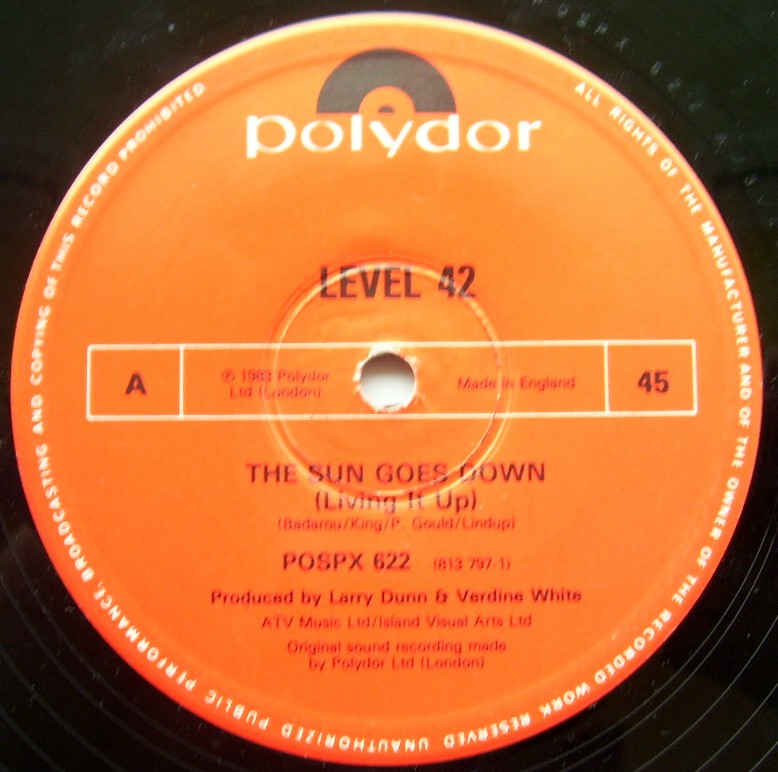 polydor
LEVEL 42
A
℗ 1983 Polydor
Ltd (London)
Made in England
45
THE SUN GOES DOWN
(Living It Up)
(Badarou/King/P. Gould/Lindup)
POSPX 622 (813 797-1)
Produced by Larry Dunn & Verdine White
ATV Music Ltd/Island Visual Arts Ltd
Original sound recording made
by Polydor Ltd (London)
ALL RIGHTS OF THE MANUFACTURER AND OF THE OWNER OF THE RECORDED WORK RESERVED UNAUTHORIZED PUBLIC PERFORMANCE, BROADCASTING AND COPYING OF THIS RECORD PROHIBITED
POSPX 622